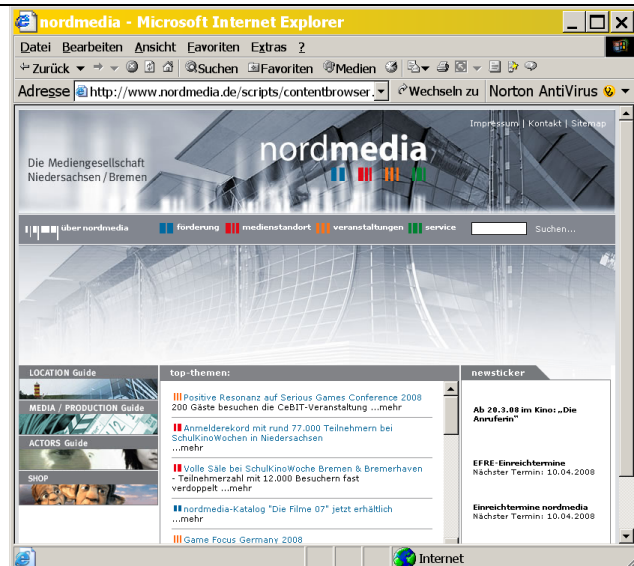 nordmedia - Microsoft Internet Explorer
Datei Bearbeiten Ansicht Favoriten Extras ?
Zurück Suchen Favoriten Medien
Adresse http://www.nordmedia.de/scripts/contentbrowser. Wechseln zu Norton AntiVirus
Impressum | Kontakt | Sitemap
nordmedia
Die Mediengesellschaft
Niedersachsen / Bremen
über nordmedia förderung medienstandort veranstaltungen service Suchen...
LOCATION Guide
MEDIA / PRODUCTION Guide
ACTORS Guide
SHOP
top-themen:
Positive Resonanz auf Serious Games Conference 2008
200 Gäste besuchen die CeBIT-Veranstaltung ...mehr
Anmelderekord mit rund 77.000 Teilnehmern bei
SchulKinoWochen in Niedersachsen
...mehr
Volle Säle bei SchulKinoWoche Bremen & Bremerhaven
- Teilnehmerzahl mit 12.000 Besuchern fast
verdoppelt ...mehr
nordmedia-Katalog "Die Filme 07" jetzt erhältlich
...mehr
Game Focus Germany 2008
newsticker
Ab 20.3.08 im Kino: „Die
Anruferin“
EFRE-Einreichtermine
Nächster Termin: 10.04.2008
Einreichtermine nordmedia
Nächster Termin: 10.04.2008
Internet